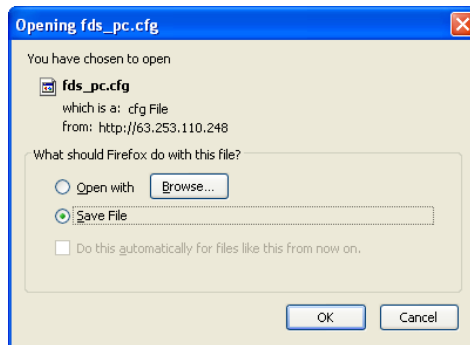 Opening fds_pc.cfg
You have chosen to open
fds_pc.cfg
which is a: cfg File
from: http://63.253.110.248
What should Firefox do with this file?
Open with Browse...
Save File
Do this automatically for files like this from now on.
OK Cancel